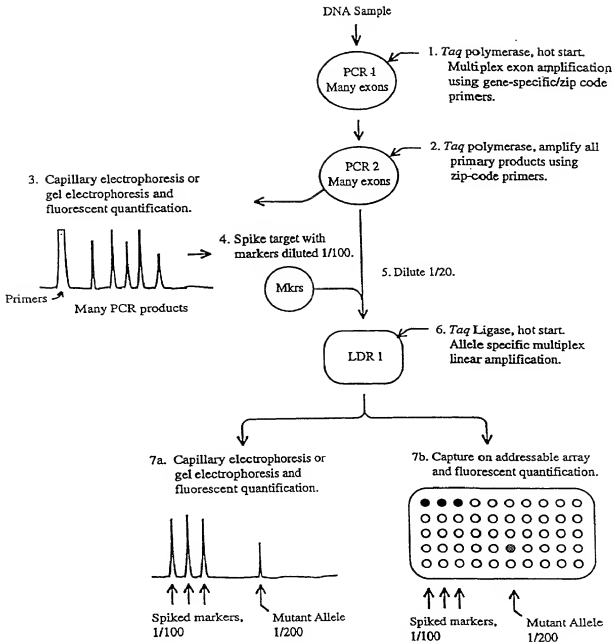 DNA Sample
1. Taq polymerase, hot start.
Multiplex exon amplification
using gene-specific/zip code
primers.
PCR 1
Many exons
2. Taq polymerase, amplify all
primary products using
zip-code primers.
PCR 2
Many exons
3. Capillary electrophoresis or
gel electrophoresis and
fluorescent quantification.
4. Spike target with
markers diluted 1/100.
5. Dilute 1/20.
Mkrs
Primers
Many PCR products
6. Taq Ligase, hot start.
Allele specific multiplex
linear amplification.
LDR 1
7a. Capillary electrophoresis or
gel electrophoresis and
fluorescent quantification.
7b. Capture on addressable array
and fluorescent quantification.
Spiked markers,
1/100
Mutant Allele
1/200
Spiked markers,
1/100
Mutant Allele
1/200